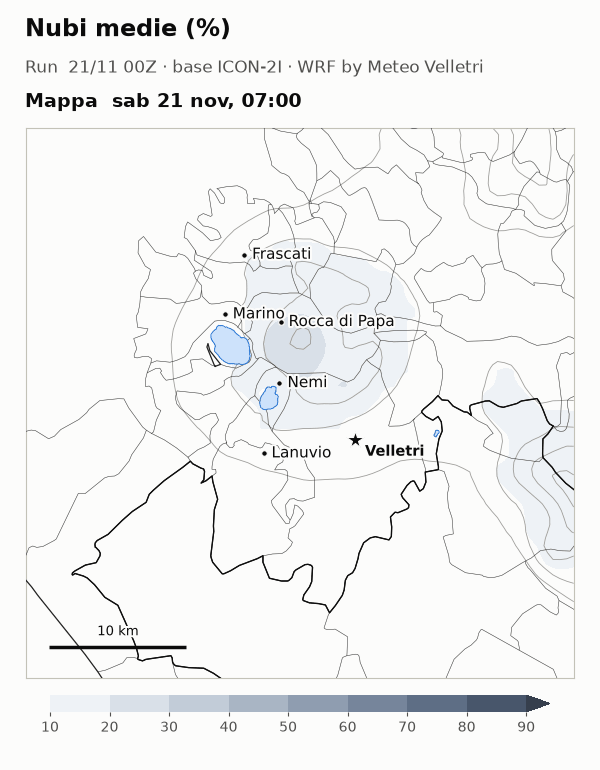 Nubi medie (%)
Run  21/11 00Z · base ICON-2I · WRF by Meteo Velletri
Mappa  sab 21 nov, 07:00
Frascati
Marino
Rocca di Papa
Nemi
Velletri
Lanuvio
10 km
10 20 30 40 50 60 70 80 90